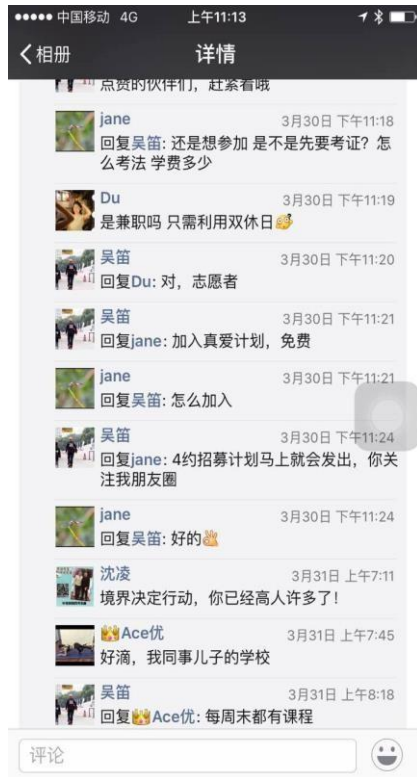 中国移动 4G 上午11:13
相册 详情
点赞的伙伴们，赶紧看哦
jane 3月30日 下午11:18
回复吴笛: 还是想参加 是不是先要考证？怎
么考法 学费多少
Du 3月30日 下午11:19
是兼职吗 只需利用双休日
吴笛 3月30日 下午11:20
回复Du: 对，志愿者
吴笛 3月30日 下午11:21
回复jane: 加入真爱计划，免费
jane 3月30日 下午11:21
回复吴笛: 怎么加入
吴笛 3月30日 下午11:24
回复jane: 4约招募计划马上就会发出，你关
注我朋友圈
jane 3月30日 下午11:24
回复吴笛: 好的✌
沈凌 3月31日 上午7:11
境界决定行动，你已经高人许多了！
👑Ace优 3月31日 上午7:45
好滴，我同事儿子的学校
吴笛 3月31日 上午8:18
回复👑Ace优: 每周末都有课程
评论